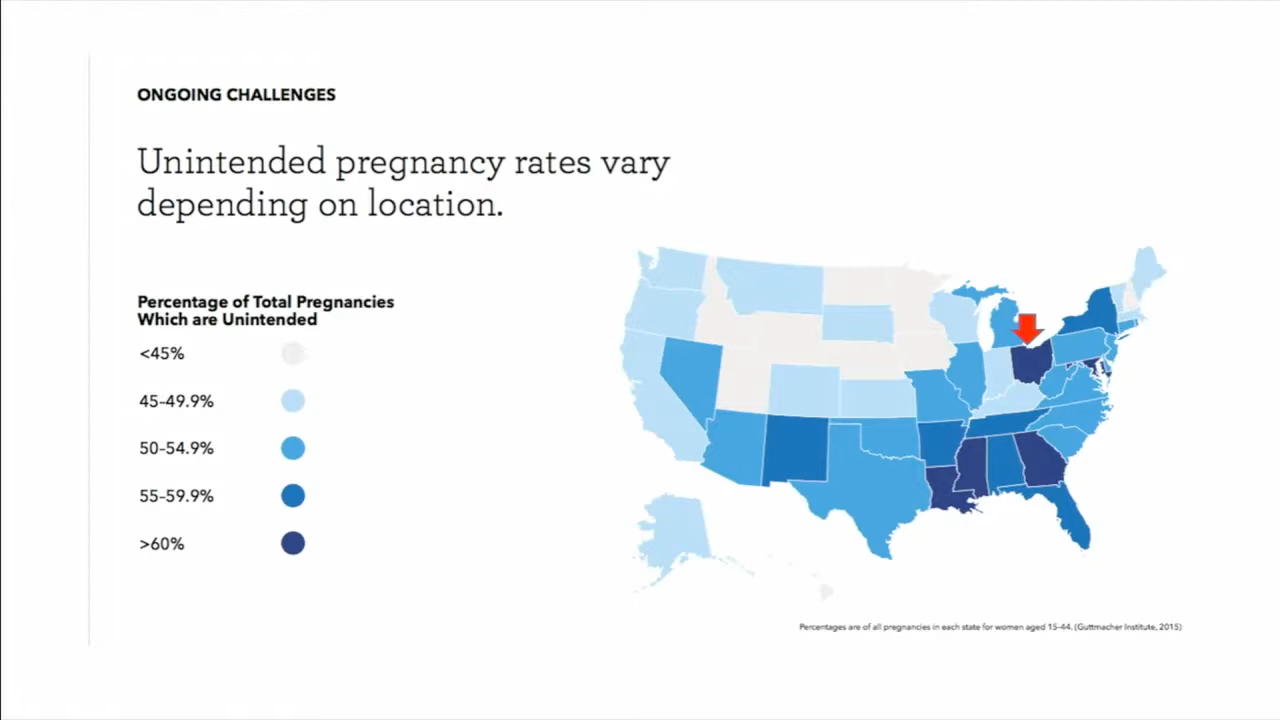 ONGOING CHALLENGES
Unintended pregnancy rates vary
depending on location.
Percentage of Total Pregnancies
Which are Unintended
<45%
45-49.9%
50-54.9%
55-59.9%
>60%
Percentages are of all pregnancies in each state for women aged 15-44. (Guttmacher Institute, 2015)